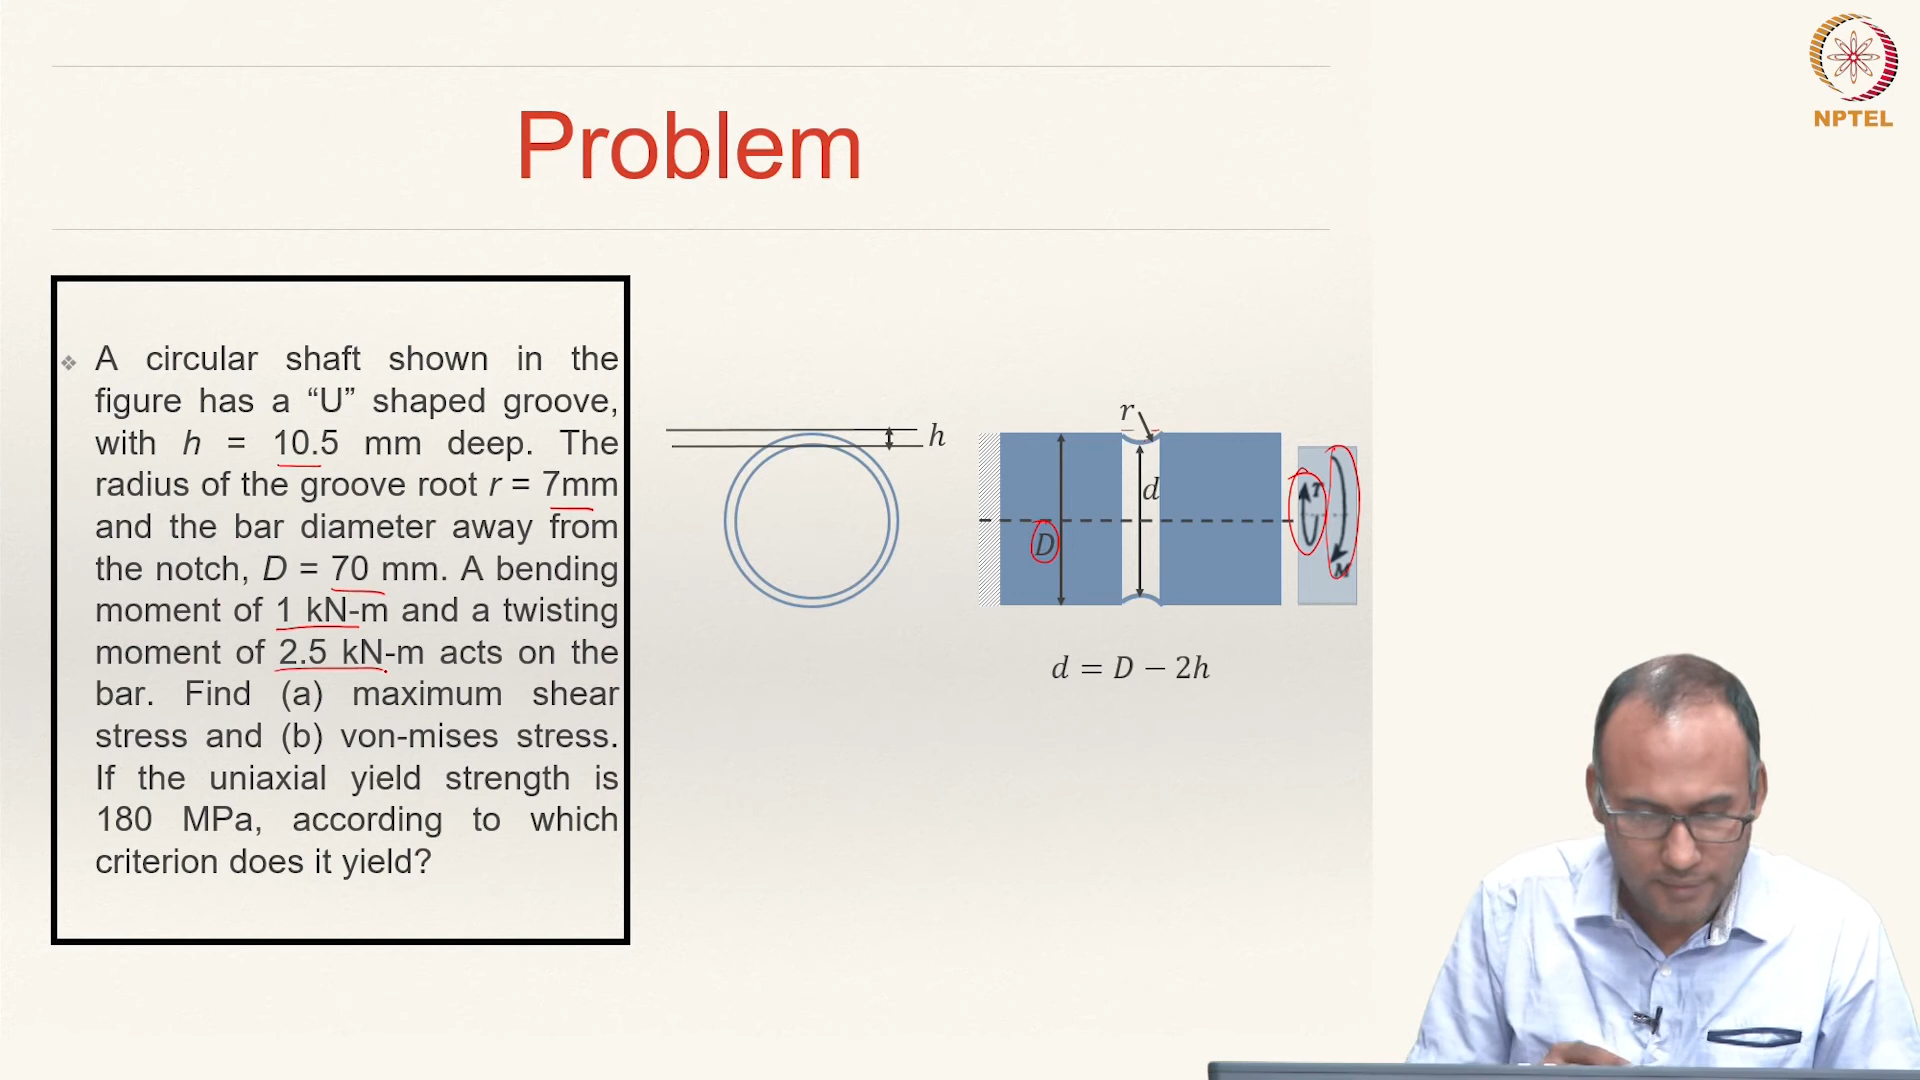 NPTEL
Problem
A circular shaft shown in the
figure has a “U” shaped groove,
with h = 10.5 mm deep. The
radius of the groove root r = 7mm
and the bar diameter away from
the notch, D = 70 mm. A bending
moment of 1 kN-m and a twisting
moment of 2.5 kN-m acts on the
bar. Find (a) maximum shear
stress and (b) von-mises stress.
If the uniaxial yield strength is
180 MPa, according to which
criterion does it yield?
h
r
d
D
T
M
d = D − 2h